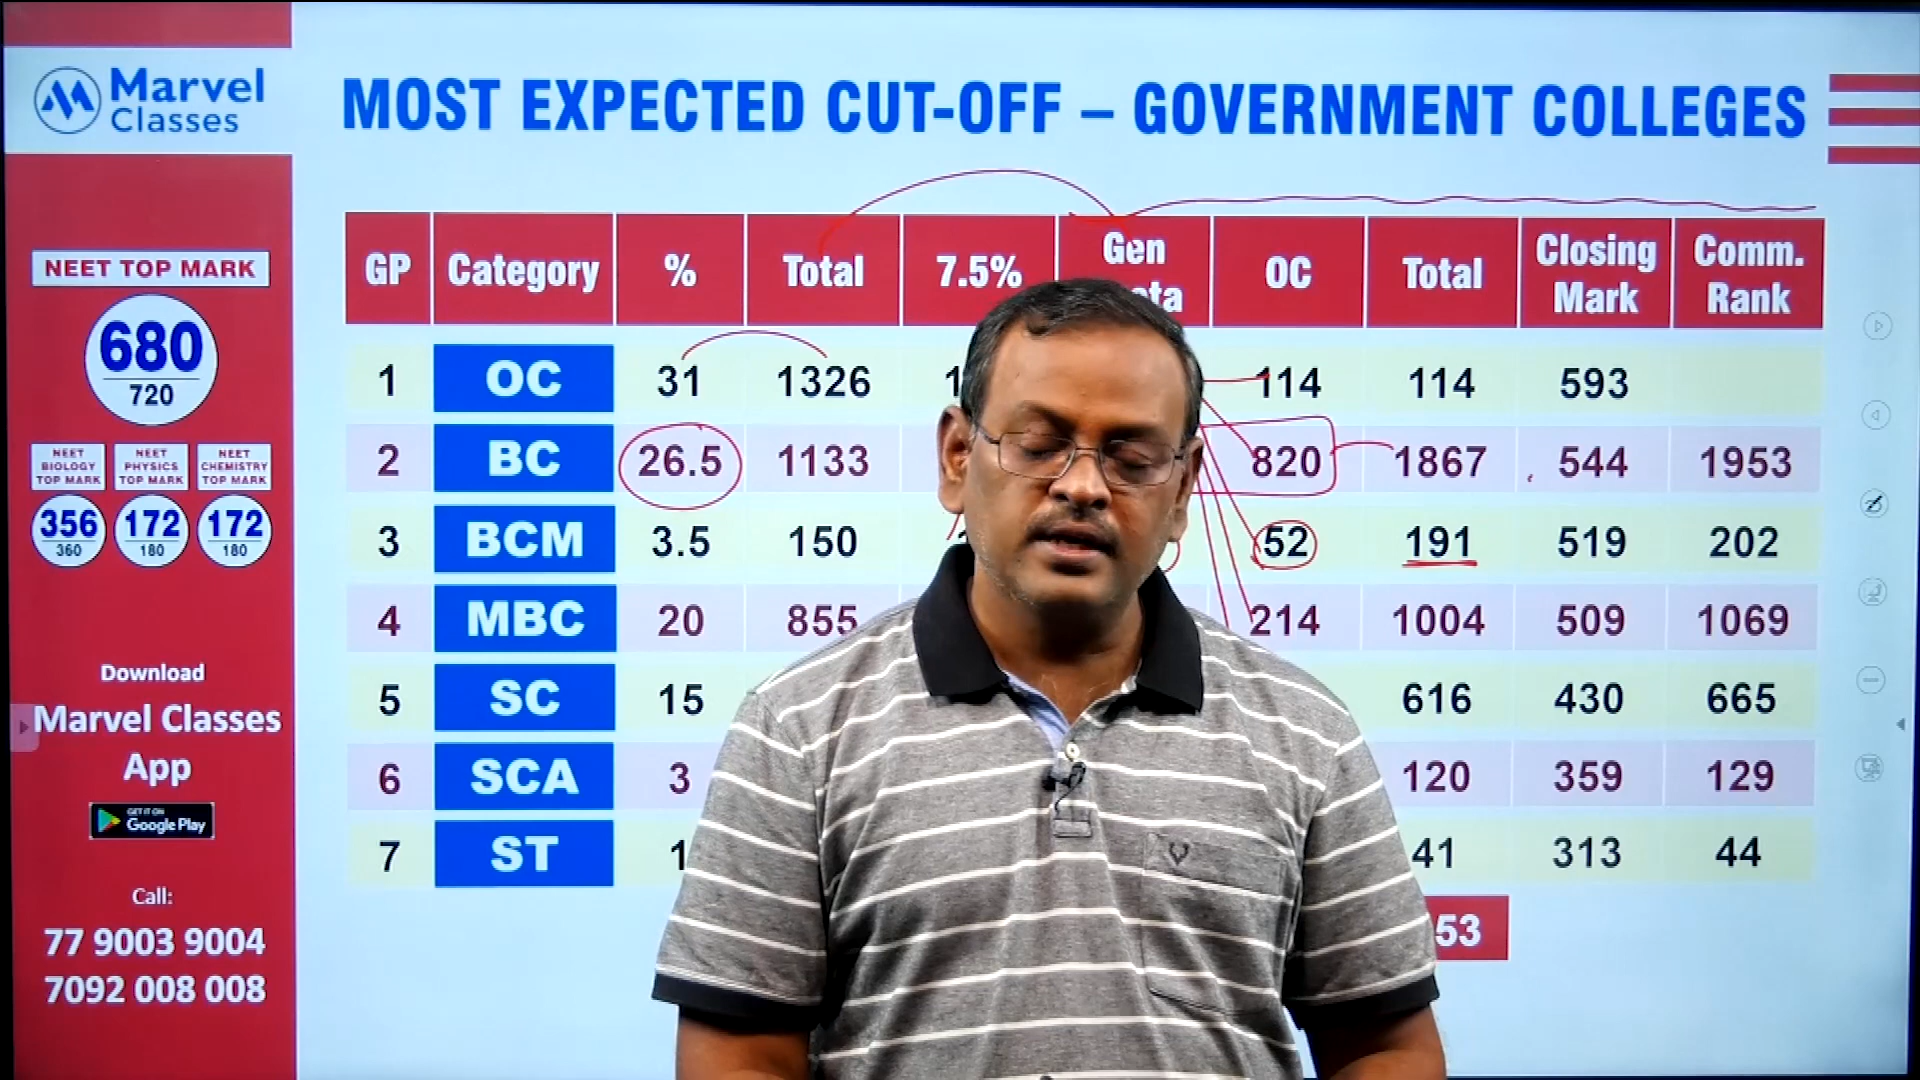 Marvel
Classes
MOST EXPECTED CUT-OFF – GOVERNMENT COLLEGES
NEET TOP MARK
680
720
NEET BIOLOGY TOP MARK
NEET PHYSICS TOP MARK
NEET CHEMISTRY TOP MARK
356 172 172
360 180 180
Download
Marvel Classes
App
GET IT ON
Google Play
Call:
77 9003 9004
7092 008 008
GP Category % Total 7.5% Gen OC Total Closing Mark Comm. Rank
1 OC 31 1326 114 114 593
2 BC 26.5 1133 820 1867 544 1953
3 BCM 3.5 150 52 191 519 202
4 MBC 20 855 214 1004 509 1069
5 SC 15 616 430 665
6 SCA 3 120 359 129
7 ST 1 41 313 44
53